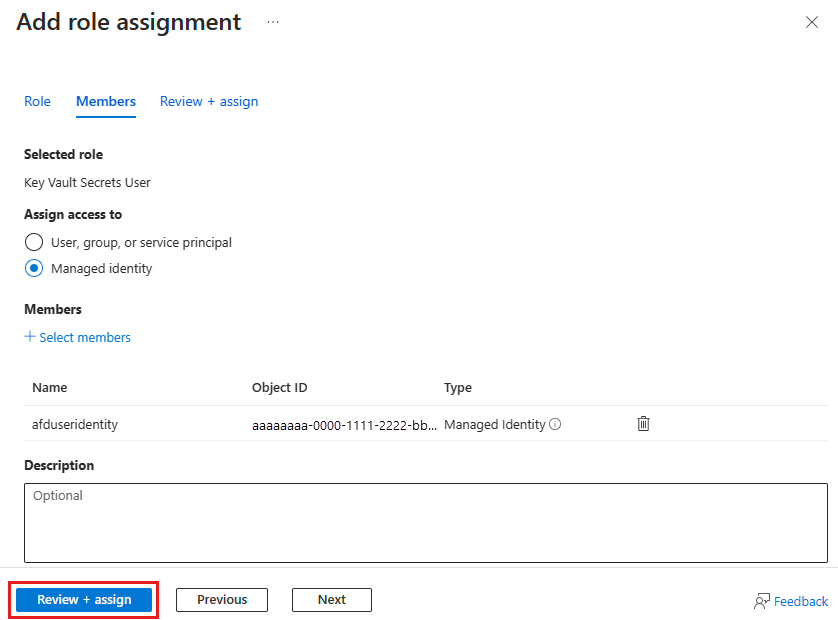 Add role assignment ...
Role Members Review + assign
Selected role
Key Vault Secrets User
Assign access to
User, group, or service principal
Managed identity
Members
+ Select members
Name Object ID Type
afduseridentity aaaaaaaa-0000-1111-2222-bb... Managed Identity
Description
Optional
Review + assign Previous Next Feedback